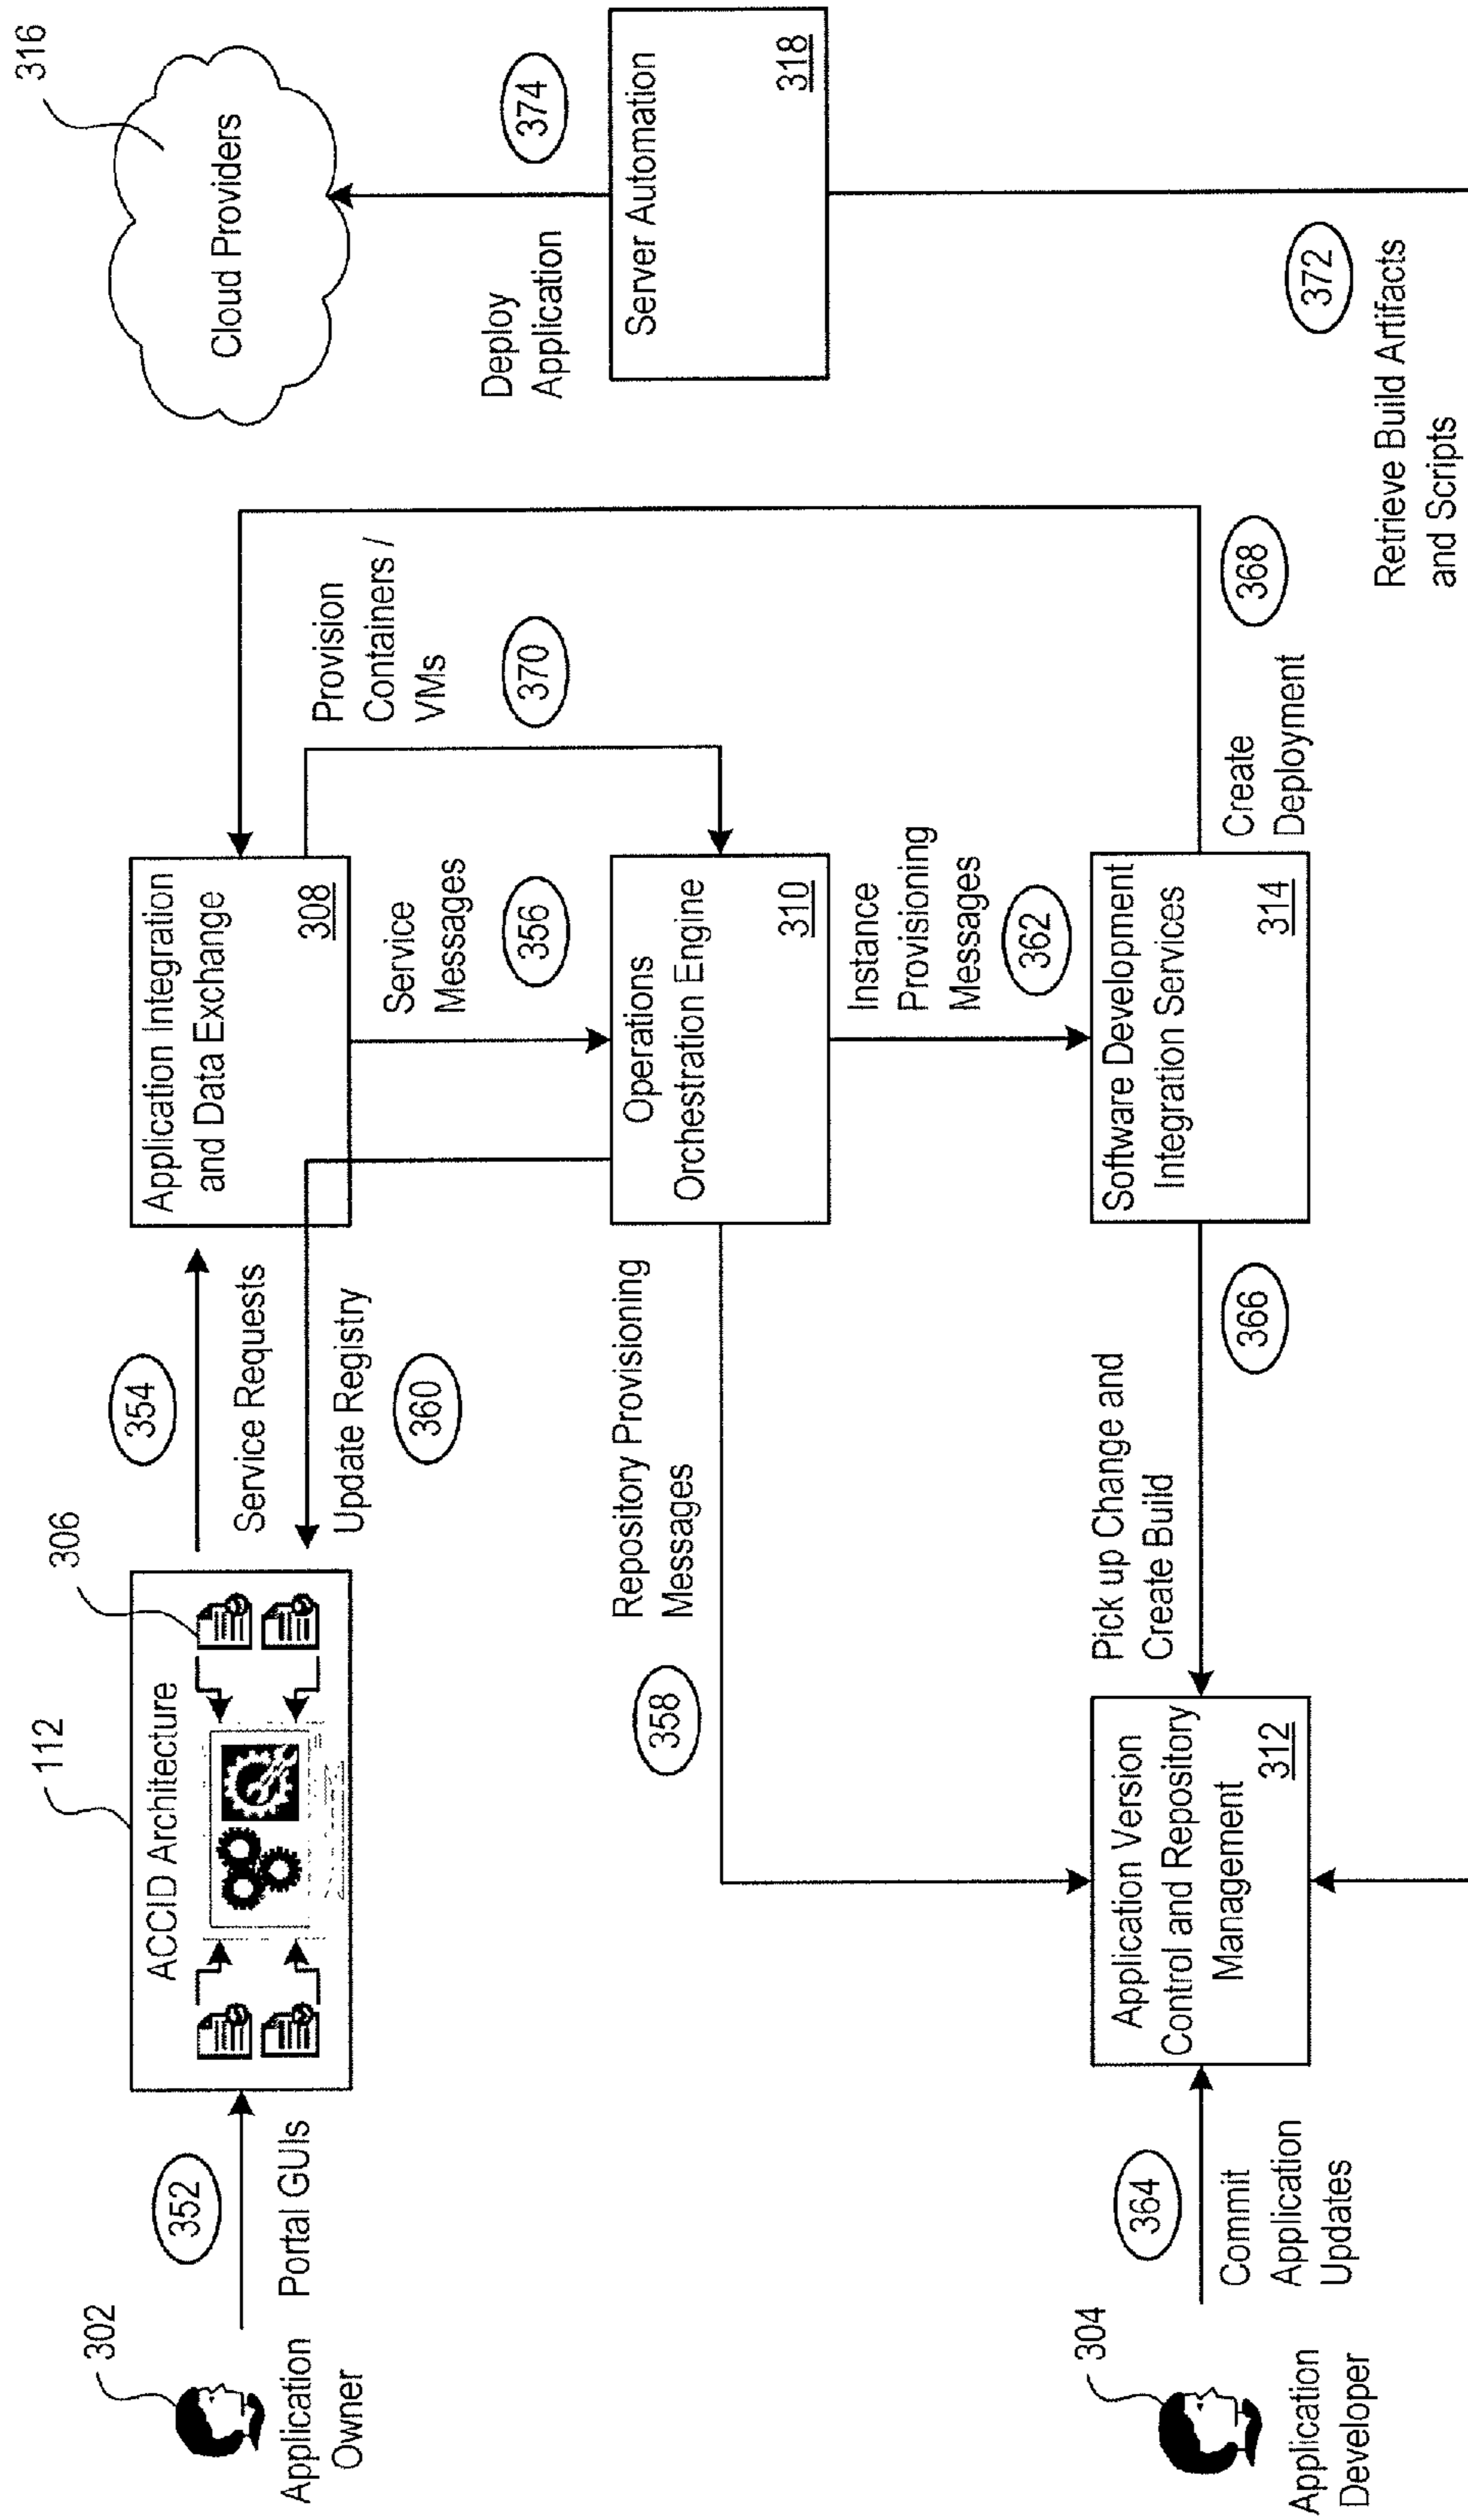 302
Application
Owner
352
Portal GUIs
112
ACCID Architecture
306
354
Service Requests
Update Registry
360
Application Integration
and Data Exchange
308
Service
Messages
356
Provision
Containers /
VMs
370
316
Cloud Providers
Deploy
Application
374
Server Automation
318
Operations
Orchestration Engine
310
Repository Provisioning
Messages
358
Instance
Provisioning
Messages
362
304
Application
Developer
364
Commit
Application
Updates
Application Version
Control and Repository
Management
312
Pick up Change and
Create Build
366
Software Development
Integration Services
314
Create
Deployment
368
372
Retrieve Build Artifacts
and Scripts